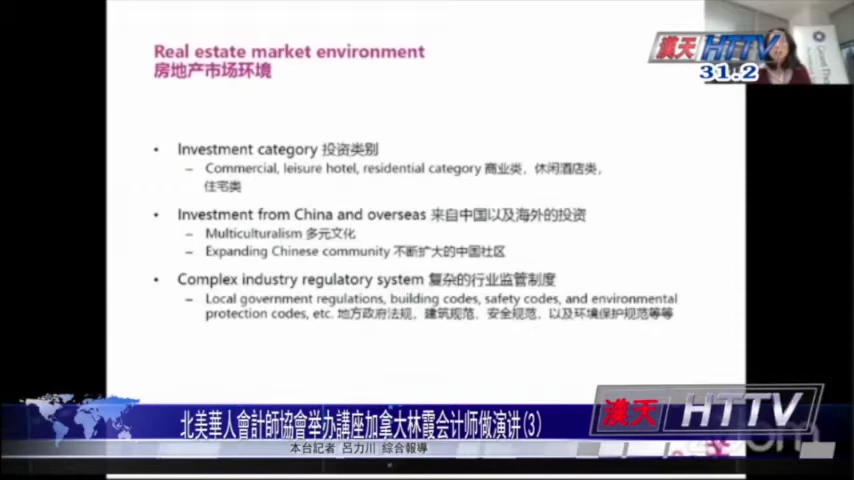 Real estate market environment
房地产市场环境
漢天 HTTV
31.2
• Investment category 投资类别
– Commercial, leisure hotel, residential category 商业类，休闲酒店类，
住宅类
• Investment from China and overseas 来自中国以及海外的投资
– Multiculturalism 多元文化
– Expanding Chinese community 不断扩大的中国社区
• Complex industry regulatory system 复杂的行业监管制度
– Local government regulations, building codes, safety codes, and environmental
protection codes, etc. 地方政府法规，建筑规范，安全规范，以及环境保护规范等等
北美華人會計師協會举办講座加拿大林霞会计师做演讲(3)
漢天 HTTV
本台記者 呂力川 綜合報導